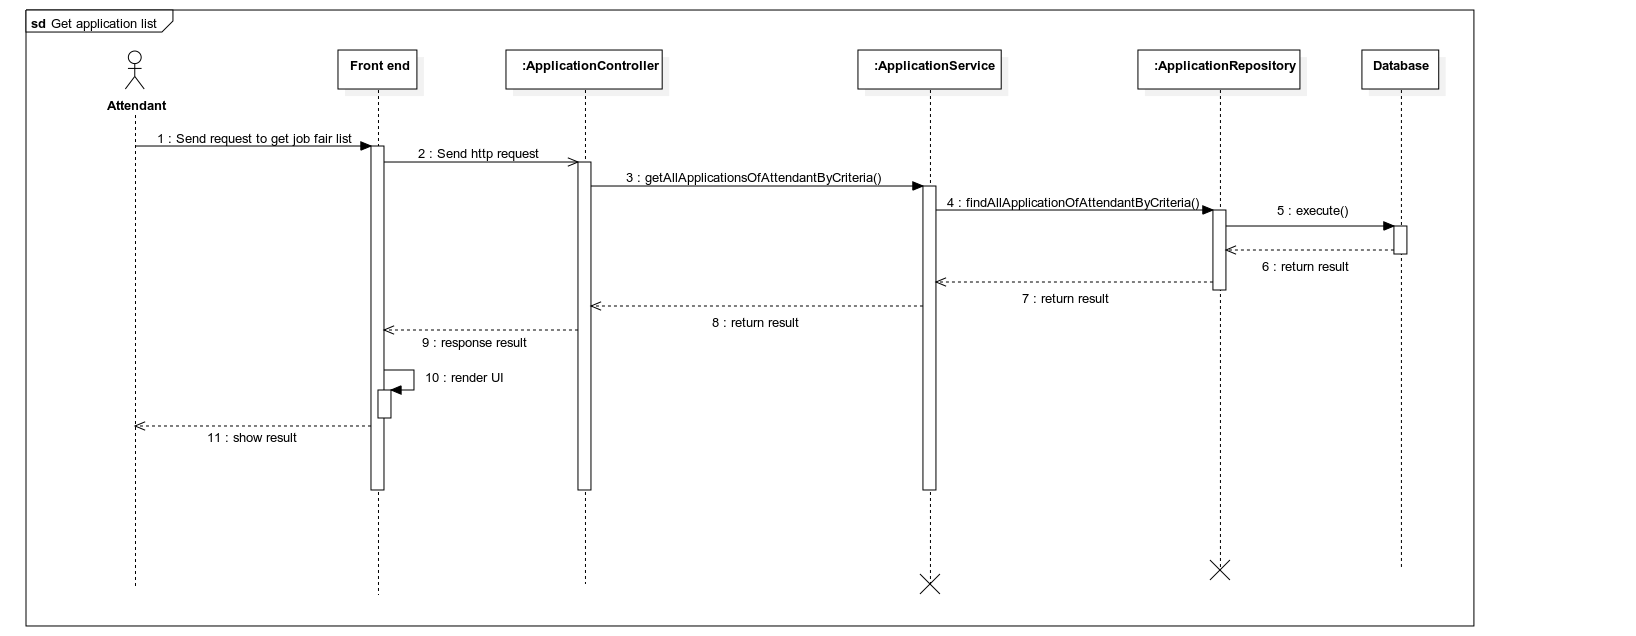 sd Get application list
Attendant
Front end
:ApplicationController
:ApplicationService
:ApplicationRepository
Database
1 : Send request to get job fair list
2 : Send http request
3 : getAllApplicationsOfAttendantByCriteria()
4 : findAllApplicationOfAttendantByCriteria()
5 : execute()
6 : return result
7 : return result
8 : return result
9 : response result
10 : render UI
11 : show result